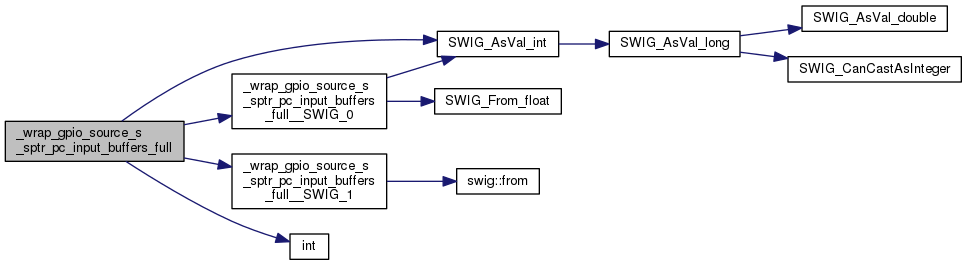 _wrap_gpio_source_s
_sptr_pc_input_buffers_full
_wrap_gpio_source_s
_sptr_pc_input_buffers
_full__SWIG_0
_wrap_gpio_source_s
_sptr_pc_input_buffers
_full__SWIG_1
int
SWIG_AsVal_int
SWIG_From_float
swig::from
SWIG_AsVal_long
SWIG_AsVal_double
SWIG_CanCastAsInteger